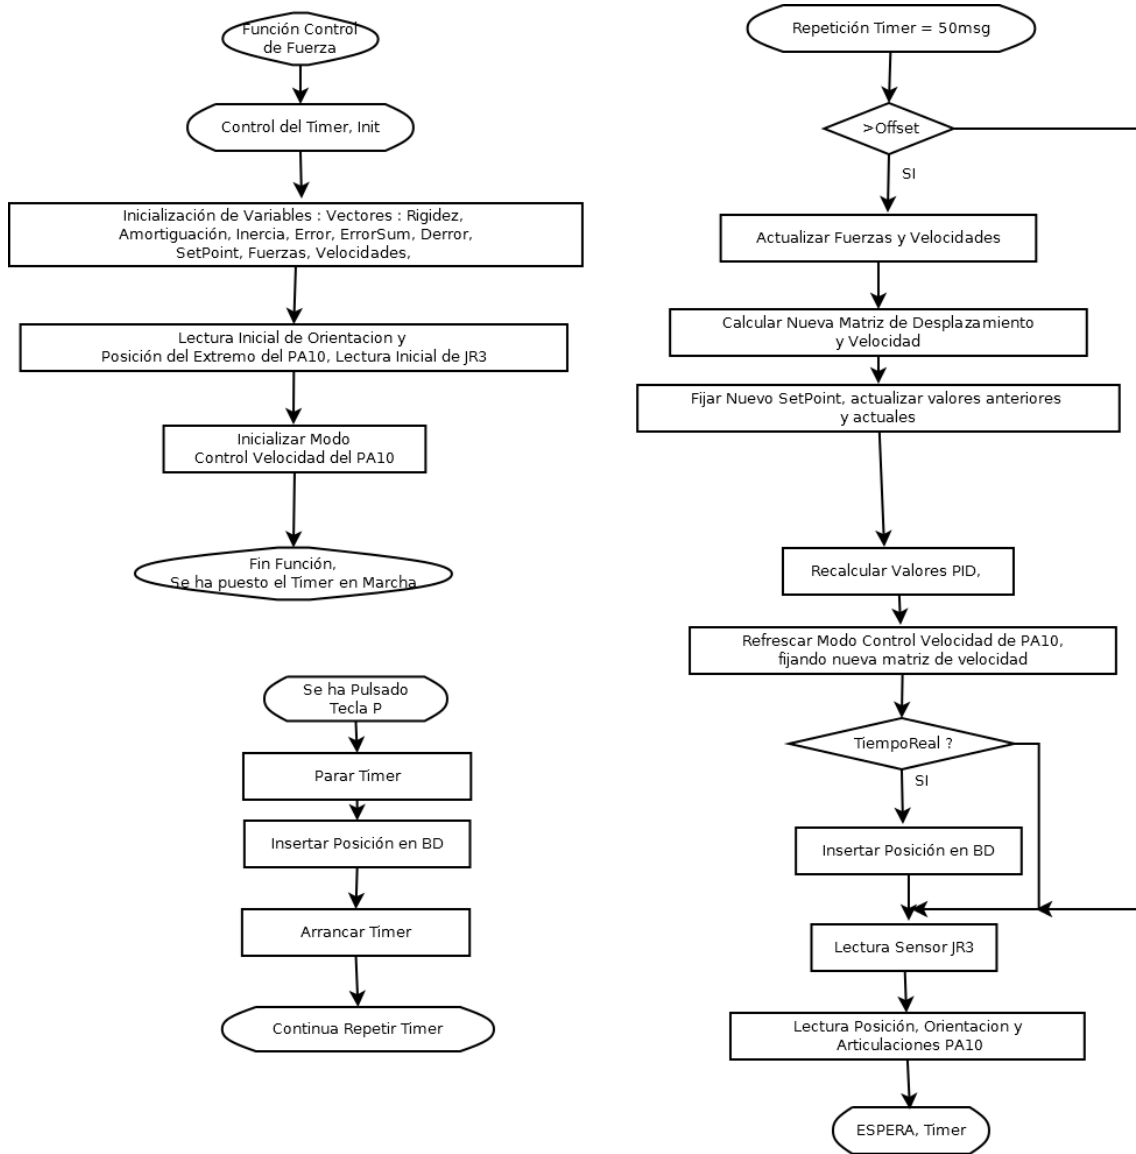 Función Control
de Fuerza
Control del Timer, Init
Inicialización de Variables : Vectores : Rigidez,
Amortiguación, Inercia, Error, ErrorSum, Derror,
SetPoint, Fuerzas, Velocidades,
Lectura Inicial de Orientacion y
Posición del Extremo del PA10, Lectura Inicial de JR3
Inicializar Modo
Control Velocidad del PA10
Fin Función,
Se ha puesto el Timer en Marcha
Se ha Pulsado
Tecla P
Parar Timer
Insertar Posición en BD
Arrancar Timer
Continua Repetir Timer
Repetición Timer = 50msg
>Offset
SI
Actualizar Fuerzas y Velocidades
Calcular Nueva Matriz de Desplazamiento
y Velocidad
Fijar Nuevo SetPoint, actualizar valores anteriores
y actuales
Recalcular Valores PID,
Refrescar Modo Control Velocidad de PA10,
fijando nueva matriz de velocidad
TiempoReal ?
SI
Insertar Posición en BD
Lectura Sensor JR3
Lectura Posición, Orientacion y
Articulaciones PA10
ESPERA, Timer